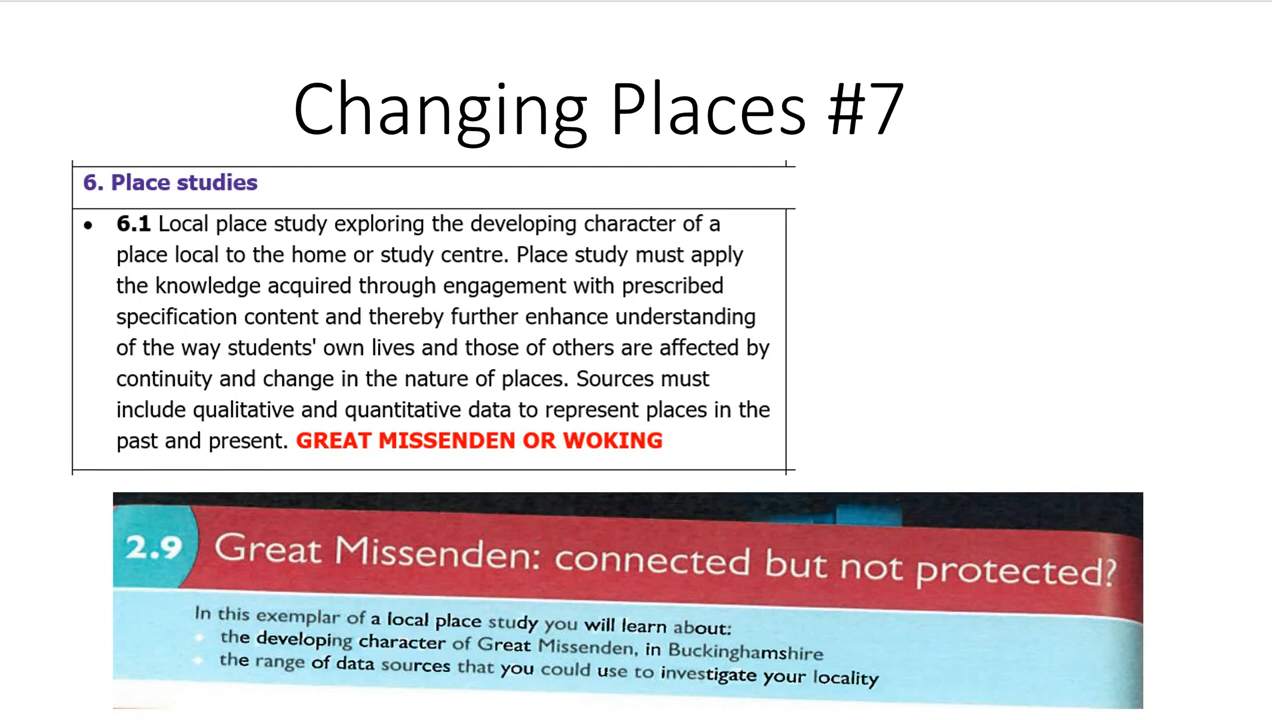 Changing Places #7
6. Place studies
• 6.1 Local place study exploring the developing character of a
place local to the home or study centre. Place study must apply
the knowledge acquired through engagement with prescribed
specification content and thereby further enhance understanding
of the way students' own lives and those of others are affected by
continuity and change in the nature of places. Sources must
include qualitative and quantitative data to represent places in the
past and present. GREAT MISSENDEN OR WOKING
2.9 Great Missenden: connected but not protected?
In this exemplar of a local place study you will learn about:
the developing character of Great Missenden, in Buckinghamshire
the range of data sources that you could use to investigate your locality